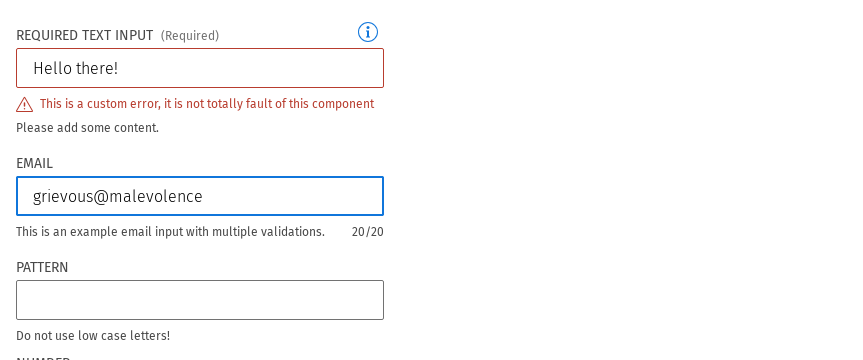 REQUIRED TEXT INPUT (Required)
Hello there!
This is a custom error, it is not totally fault of this component
Please add some content.
EMAIL
grievous@malevolence
This is an example email input with multiple validations. 20/20
PATTERN
Do not use low case letters!
NUMBER